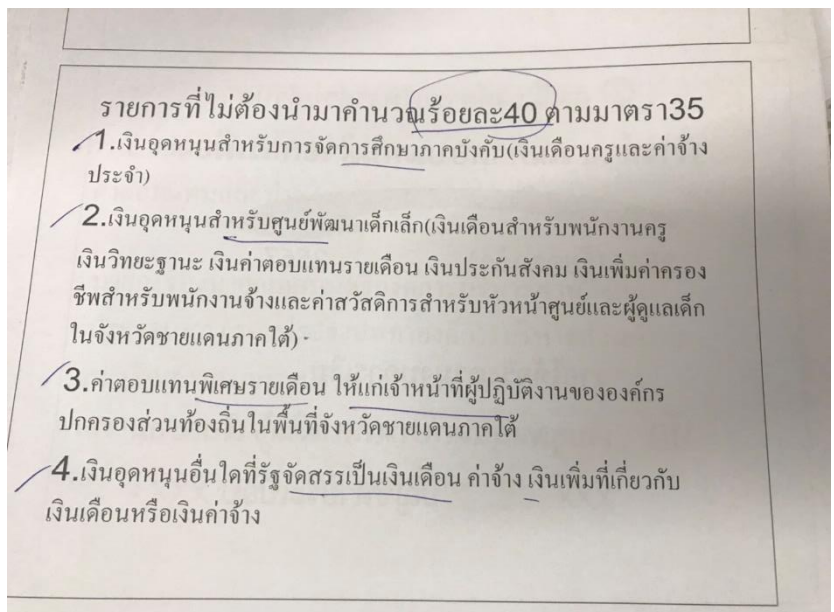 รายการที่ไม่ต้องนำมาคำนวณร้อยละ40 ตามมาตรา35
1.เงินอุดหนุนสำหรับการจัดการศึกษาภาคบังคับ(เงินเดือนครูและค่าจ้าง
ประจำ)
2.เงินอุดหนุนสำหรับศูนย์พัฒนาเด็กเล็ก(เงินเดือนสำหรับพนักงานครู
เงินวิทยะฐานะ เงินค่าตอบแทนรายเดือน เงินประกันสังคม เงินเพิ่มค่าครอง
ชีพสำหรับพนักงานจ้างและค่าสวัสดิการสำหรับหัวหน้าศูนย์และผู้ดูแลเด็ก
ในจังหวัดชายแดนภาคใต้)
3.ค่าตอบแทนพิเศษรายเดือน ให้แก่เจ้าหน้าที่ผู้ปฏิบัติงานขององค์กร
ปกครองส่วนท้องถิ่นในพื้นที่จังหวัดชายแดนภาคใต้
4.เงินอุดหนุนอื่นใดที่รัฐจัดสรรเป็นเงินเดือน ค่าจ้าง เงินเพิ่มที่เกี่ยวกับ
เงินเดือนหรือเงินค่าจ้าง